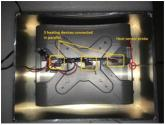 3 heating devices connected
in parallel
Heat sensor probe